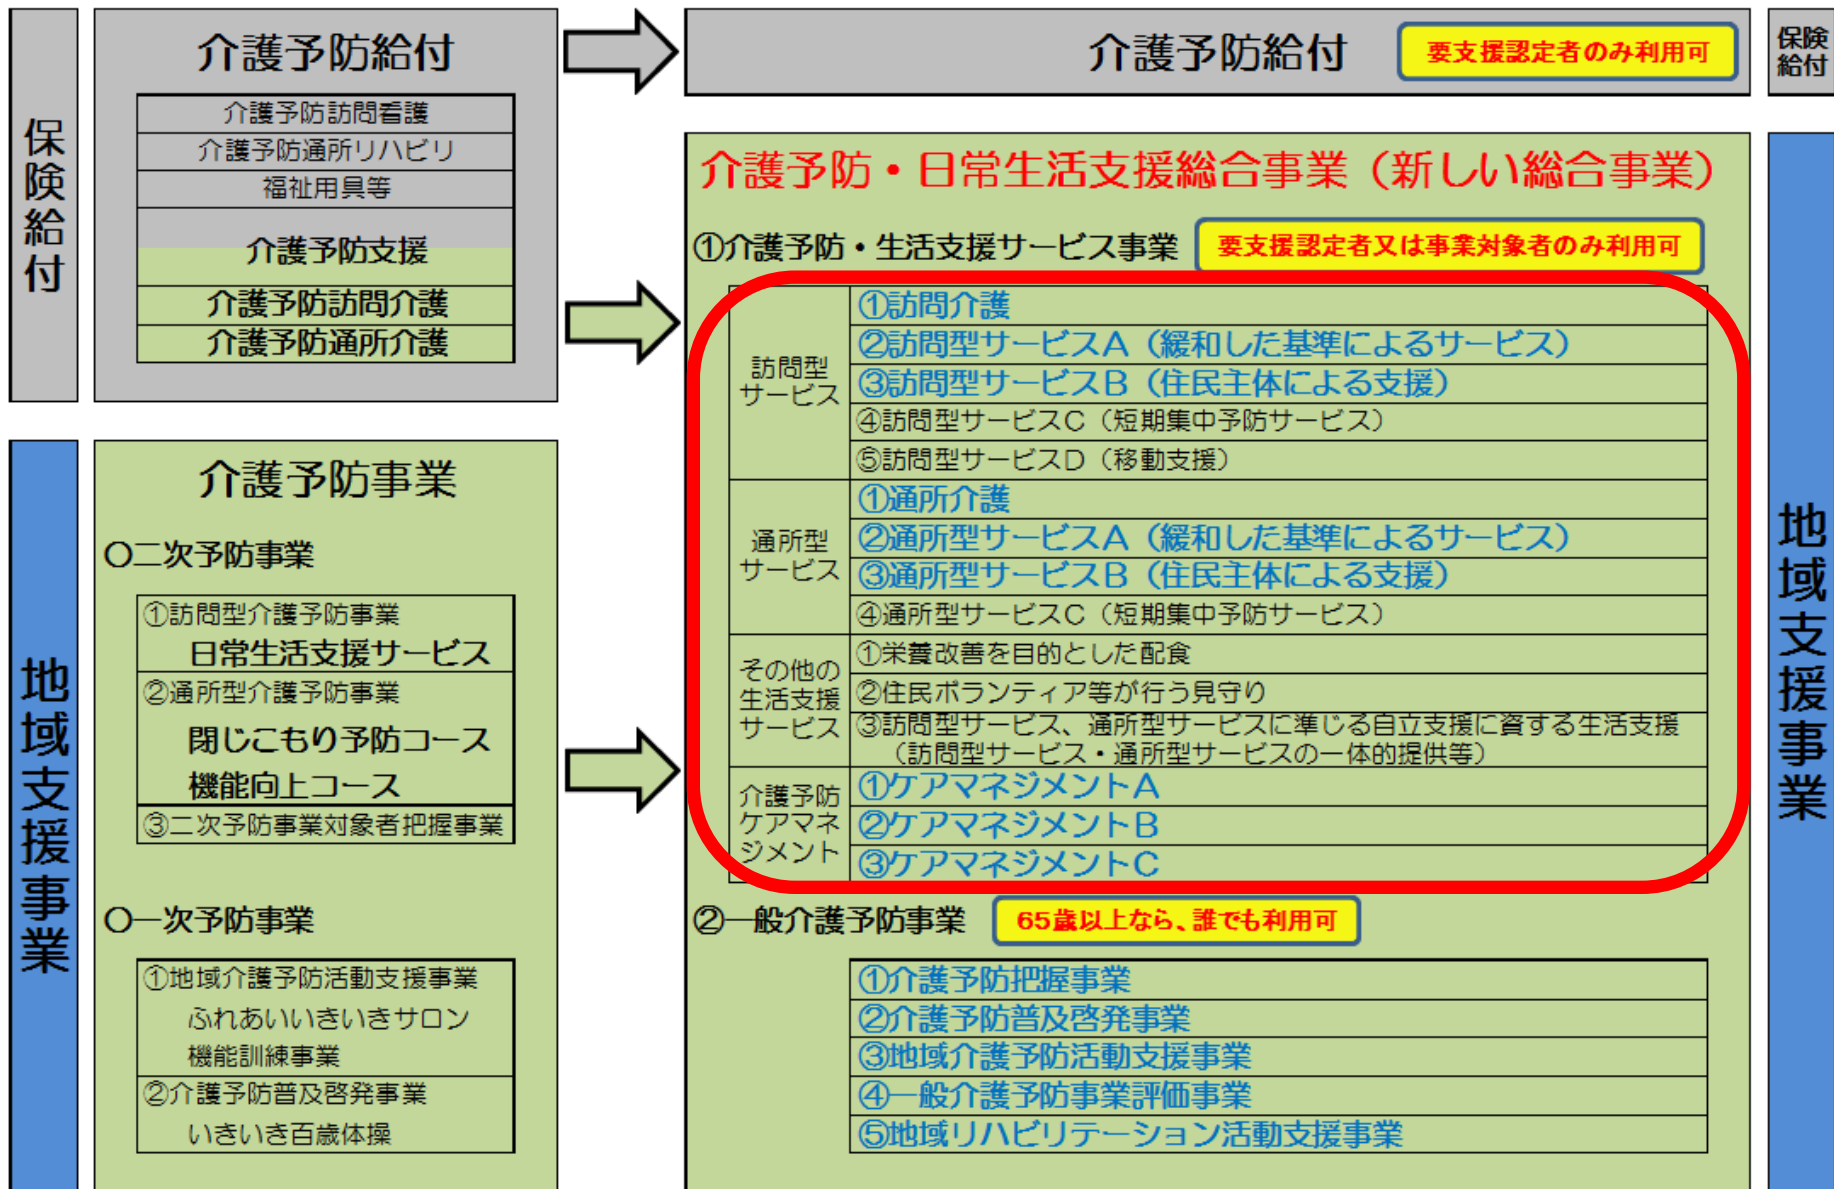 保険給付
介護予防給付
介護予防訪問看護
介護予防通所リハビリ
福祉用具等
介護予防支援
介護予防訪問介護
介護予防通所介護
地域支援事業
介護予防事業
〇二次予防事業
①訪問型介護予防事業
日常生活支援サービス
②通所型介護予防事業
閉じこもり予防コース
機能向上コース
③二次予防事業対象者把握事業
〇一次予防事業
①地域介護予防活動支援事業
ふれあいいきいきサロン
機能訓練事業
②介護予防普及啓発事業
いきいき百歳体操
介護予防給付
要支援認定者のみ利用可
保険
給付
介護予防・日常生活支援総合事業（新しい総合事業）
①介護予防・生活支援サービス事業
要支援認定者又は事業対象者のみ利用可
訪問型
サービス
①訪問介護
②訪問型サービスA（緩和した基準によるサービス）
③訪問型サービスB（住民主体による支援）
④訪問型サービスC（短期集中予防サービス）
⑤訪問型サービスD（移動支援）
通所型
サービス
①通所介護
②通所型サービスA（緩和した基準によるサービス）
③通所型サービスB（住民主体による支援）
④通所型サービスC（短期集中予防サービス）
その他の
生活支援
サービス
①栄養改善を目的とした配食
②住民ボランティア等が行う見守り
③訪問型サービス、通所型サービスに準じる自立支援に資する生活支援
（訪問型サービス・通所型サービスの一体的提供等）
介護予防
ケアマネ
ジメント
①ケアマネジメントA
②ケアマネジメントB
③ケアマネジメントC
②一般介護予防事業
65歳以上なら、誰でも利用可
①介護予防把握事業
②介護予防普及啓発事業
③地域介護予防活動支援事業
④一般介護予防事業評価事業
⑤地域リハビリテーション活動支援事業
地域支援事業